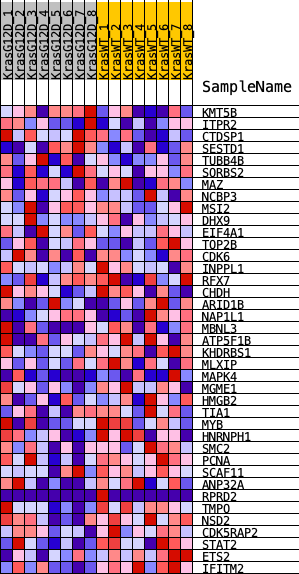 KrasG12D_1
KrasG12D_2
KrasG12D_3
KrasG12D_4
KrasG12D_5
KrasG12D_6
KrasG12D_7
KrasG12D_8
KrasWT_1
KrasWT_2
KrasWT_3
KrasWT_4
KrasWT_5
KrasWT_6
KrasWT_7
KrasWT_8
SampleName
KMT5B
ITPR2
CTDSP1
SESTD1
TUBB4B
SORBS2
MAZ
NCBP3
MSI2
DHX9
EIF4A1
TOP2B
CDK6
INPPL1
RFX7
CHDH
ARID1B
NAP1L1
MBNL3
ATP5F1B
KHDRBS1
MLXIP
MAPK4
MGME1
HMGB2
TIA1
MYB
HNRNPH1
SMC2
PCNA
SCAF11
ANP32A
RPRD2
TMPO
NSD2
CDK5RAP2
STAT2
ETS2
IFITM2